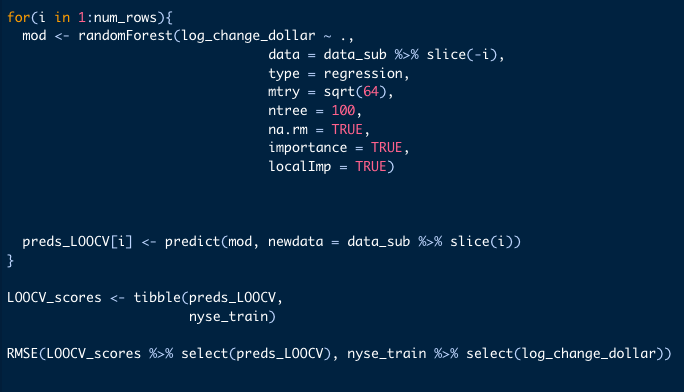 for(i in 1:num_rows){
  mod <- randomForest(log_change_dollar ~ .,
                                data = data_sub %>% slice(-i),
                                type = regression,
                                mtry = sqrt(64),
                                ntree = 100,
                                na.rm = TRUE,
                                importance = TRUE,
                                localImp = TRUE)
  preds_LOOCV[i] <- predict(mod, newdata = data_sub %>% slice(i))
}
LOOCV_scores <- tibble(preds_LOOCV,
                       nyse_train)
RMSE(LOOCV_scores %>% select(preds_LOOCV), nyse_train %>% select(log_change_dollar))